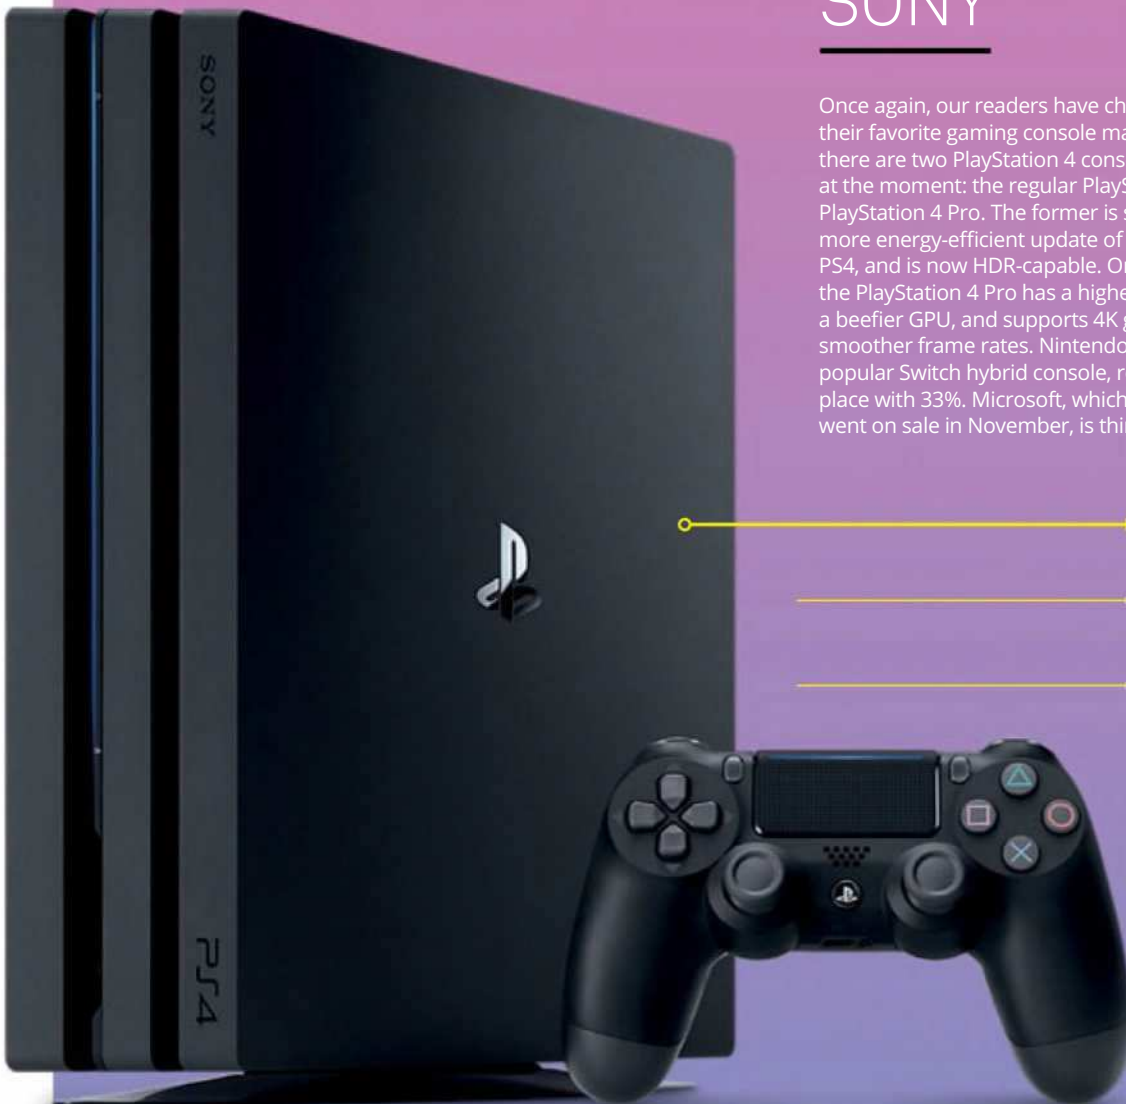 SONY
Once again, our readers have ch
their favorite gaming console ma
there are two PlayStation 4 cons
at the moment: the regular PlayS
PlayStation 4 Pro. The former is s
more energy-efficient update of
PS4, and is now HDR-capable. On
the PlayStation 4 Pro has a highe
a beefier GPU, and supports 4K g
smoother frame rates. Nintendo
popular Switch hybrid console, r
place with 33%. Microsoft, which
went on sale in November, is thir
SONY
PS4